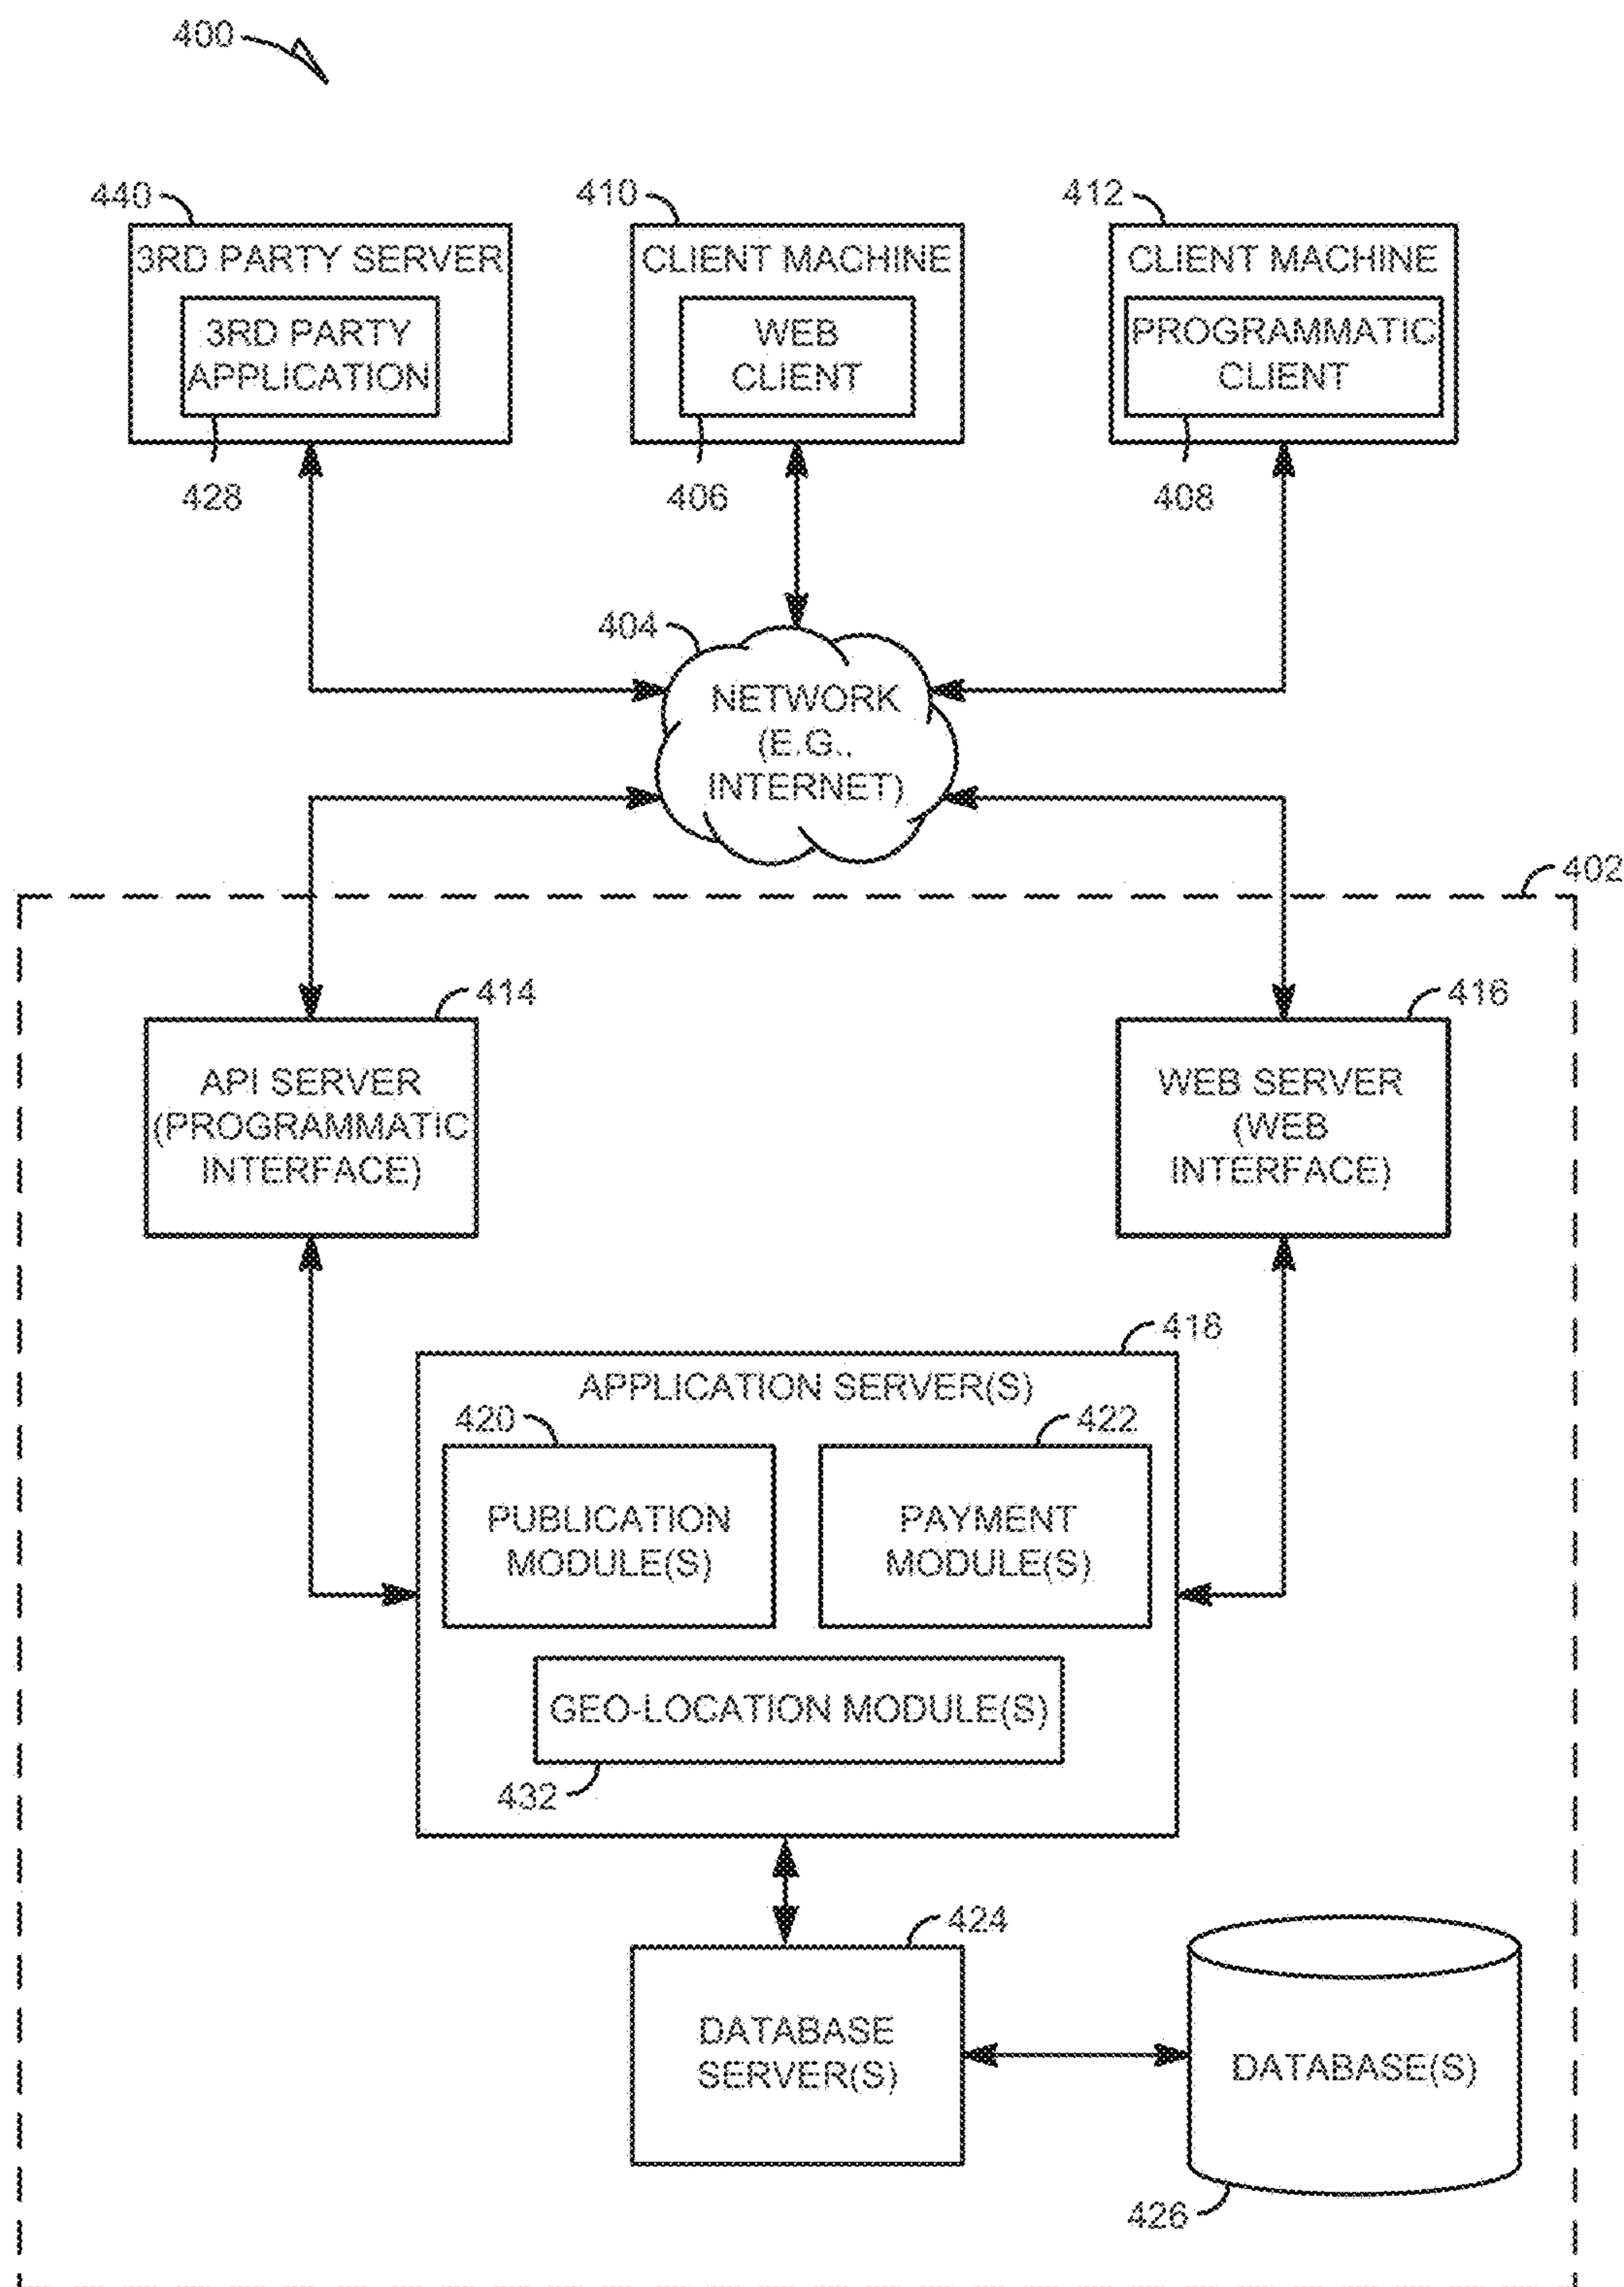 400
440
410
412
3RD PARTY SERVER
CLIENT MACHINE
CLIENT MACHINE
3RD PARTY
APPLICATION
WEB
CLIENT
PROGRAMMATIC
CLIENT
428
406
408
404
NETWORK
(E.G.,
INTERNET)
402
414
416
API SERVER
(PROGRAMMATIC
INTERFACE)
WEB SERVER
(WEB
INTERFACE)
418
APPLICATION SERVER(S)
420
422
PUBLICATION
MODULE(S)
PAYMENT
MODULE(S)
GEO-LOCATION MODULE(S)
432
424
DATABASE
SERVER(S)
DATABASE(S)
426